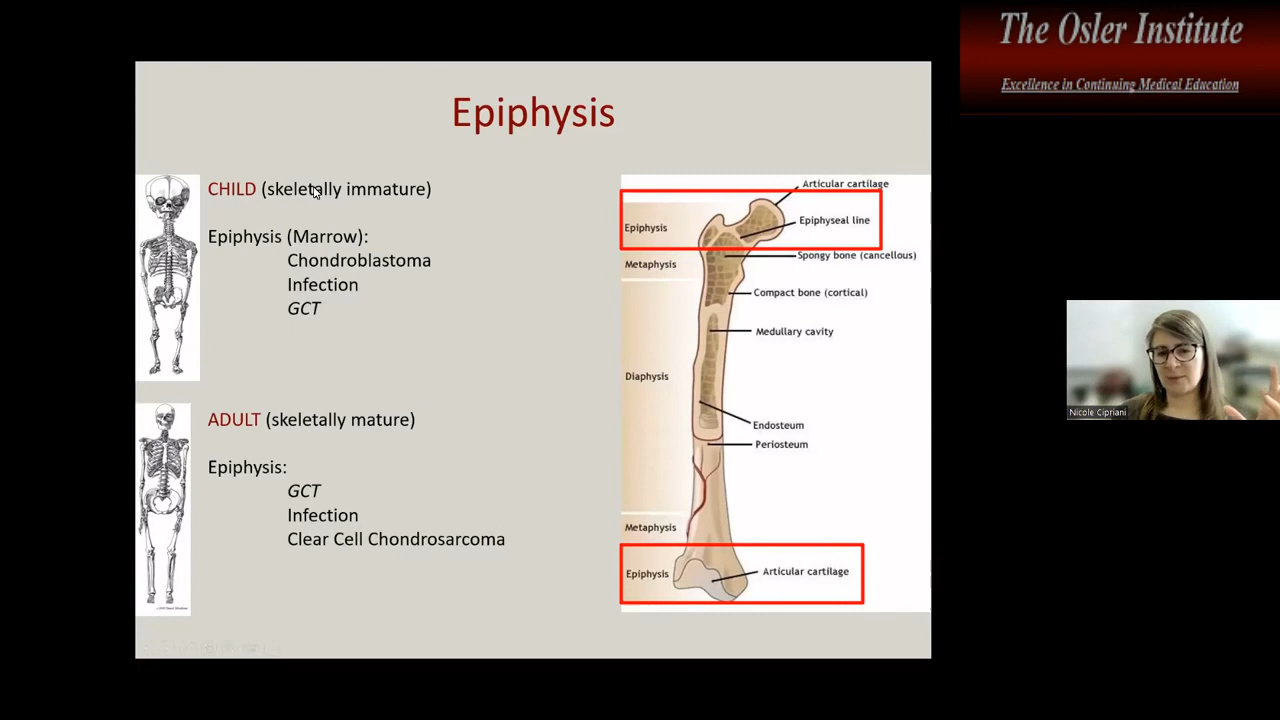 The Osler Institute
Excellence in Continuing Medical Education
Epiphysis
CHILD (skeletally immature)
Epiphysis (Marrow):
Chondroblastoma
Infection
GCT
ADULT (skeletally mature)
Epiphysis:
GCT
Infection
Clear Cell Chondrosarcoma
Articular cartilage
Epiphysis
Epiphyseal line
Metaphysis
Spongy bone (cancellous)
Compact bone (cortical)
Medullary cavity
Diaphysis
Endosteum
Periosteum
Metaphysis
Epiphysis
Articular cartilage
Nicole Cipriani